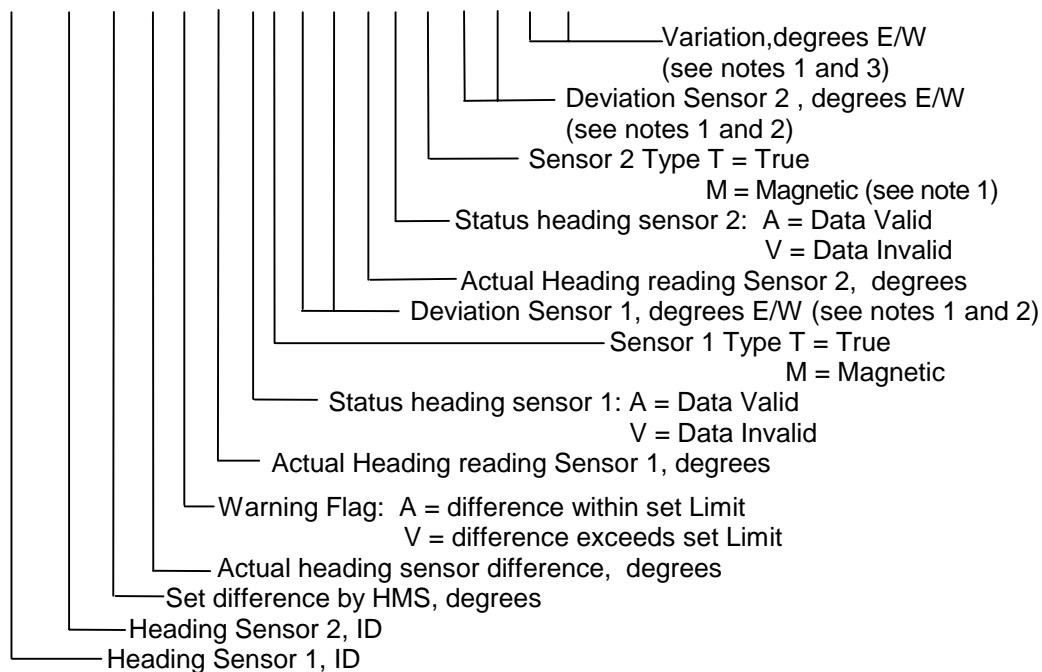 Variation,degrees E/W
(see notes 1 and 3)
Deviation Sensor 2 , degrees E/W
(see notes 1 and 2)
Sensor 2 Type T = True
M = Magnetic (see note 1)
Status heading sensor 2: A = Data Valid
V = Data Invalid
Actual Heading reading Sensor 2, degrees
Deviation Sensor 1, degrees E/W (see notes 1 and 2)
Sensor 1 Type T = True
M = Magnetic
Status heading sensor 1: A = Data Valid
V = Data Invalid
Actual Heading reading Sensor 1, degrees
Warning Flag: A = difference within set Limit
V = difference exceeds set Limit
Actual heading sensor difference, degrees
Set difference by HMS, degrees
Heading Sensor 2, ID
Heading Sensor 1, ID